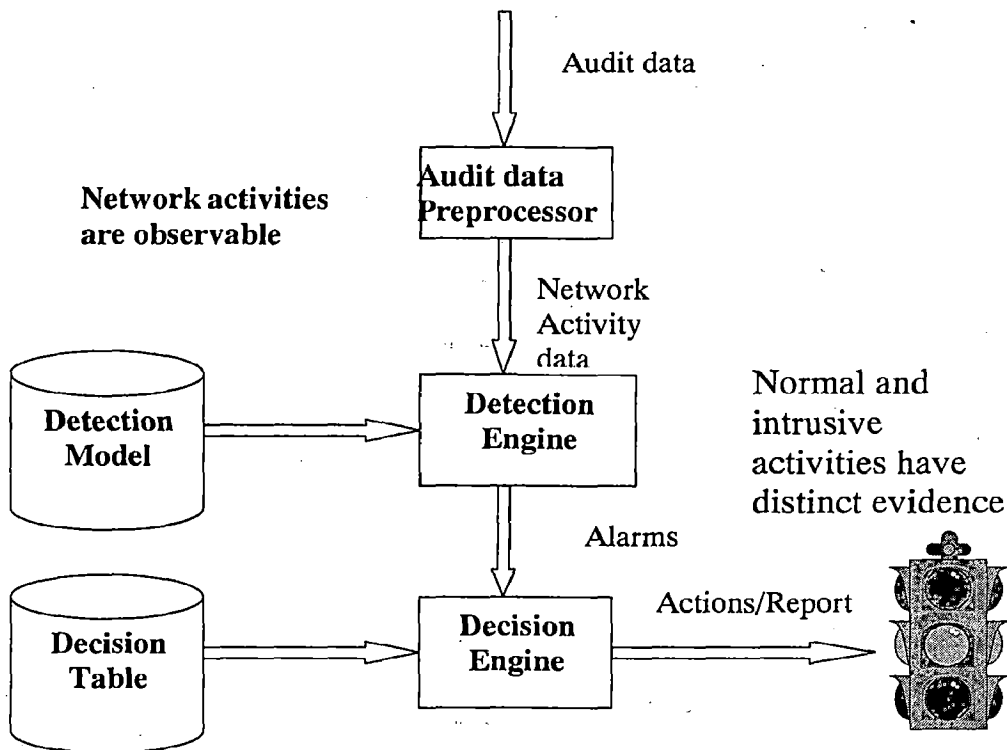 Audit data
Audit data
Preprocessor
Network activities
are observable
Network
Activity
data
Detection
Model
Detection
Engine
Normal and
intrusive
activities have
distinct evidence
Alarms
Decision
Table
Decision
Engine
Actions/Report